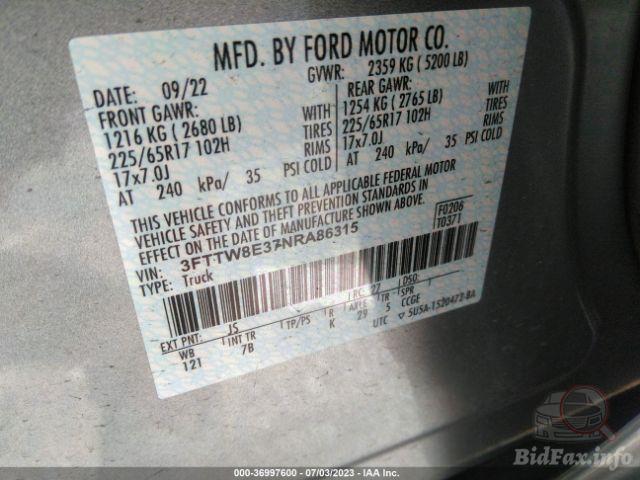 MFD. BY FORD MOTOR CO.
DATE: 09/22 GVWR: 2359 KG ( 5200 LB)
FRONT GAWR: REAR GAWR:
1216 KG ( 2680 LB) WITH 1254 KG ( 2765 LB) WITH
225/65R17 102H TIRES 225/65R17 102H TIRES
17x7.0J RIMS 17x7.0J RIMS
AT 240 kPa/ 35 PSI COLD AT 240 kPa/ 35 PSI COLD
THIS VEHICLE CONFORMS TO ALL APPLICABLE FEDERAL MOTOR
VEHICLE SAFETY AND THEFT PREVENTION STANDARDS IN
EFFECT ON THE DATE OF MANUFACTURE SHOWN ABOVE.
VIN: 3FTTW8E37NRA86315 F0206
TYPE: Truck T0371
EXT PNT: JS RC: 27 DSO:
WB INT TR TP/PS R AXLE TR SPR
121 7B K 29 5 CCGE
UTC ▽ 5U5A-1520472-BA
BidFax.info
000-36997600 - 07/03/2023 - IAA Inc.